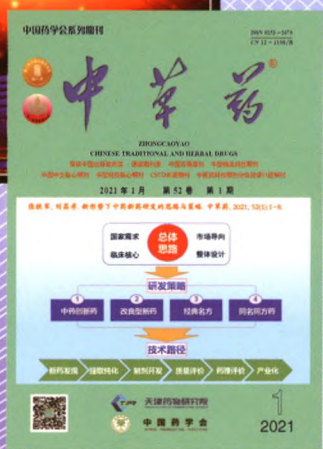 中国药学会系列期刊
ISSN 0253-2670
CN 12-1108/R
中草药
®
ZHONGCAOYAO
CHINESE TRADITIONAL AND HERBAL DRUGS
2021年1月 第52卷 第1期
张铁军，刘昌孝. 新形势下中药新药研发的思路与策略. 中草药, 2021, 52(1):1-8.
国家需求
临床核心
总体
思路
市场导向
整体设计
研发策略
1
2
3
4
中药创新药
改良型新药
经典名方
同名同方药
技术路径
新药发现
提取纯化
制剂开发
质量评价
药理评价
产业化
天津药物研究院
中国药学会
1
2021